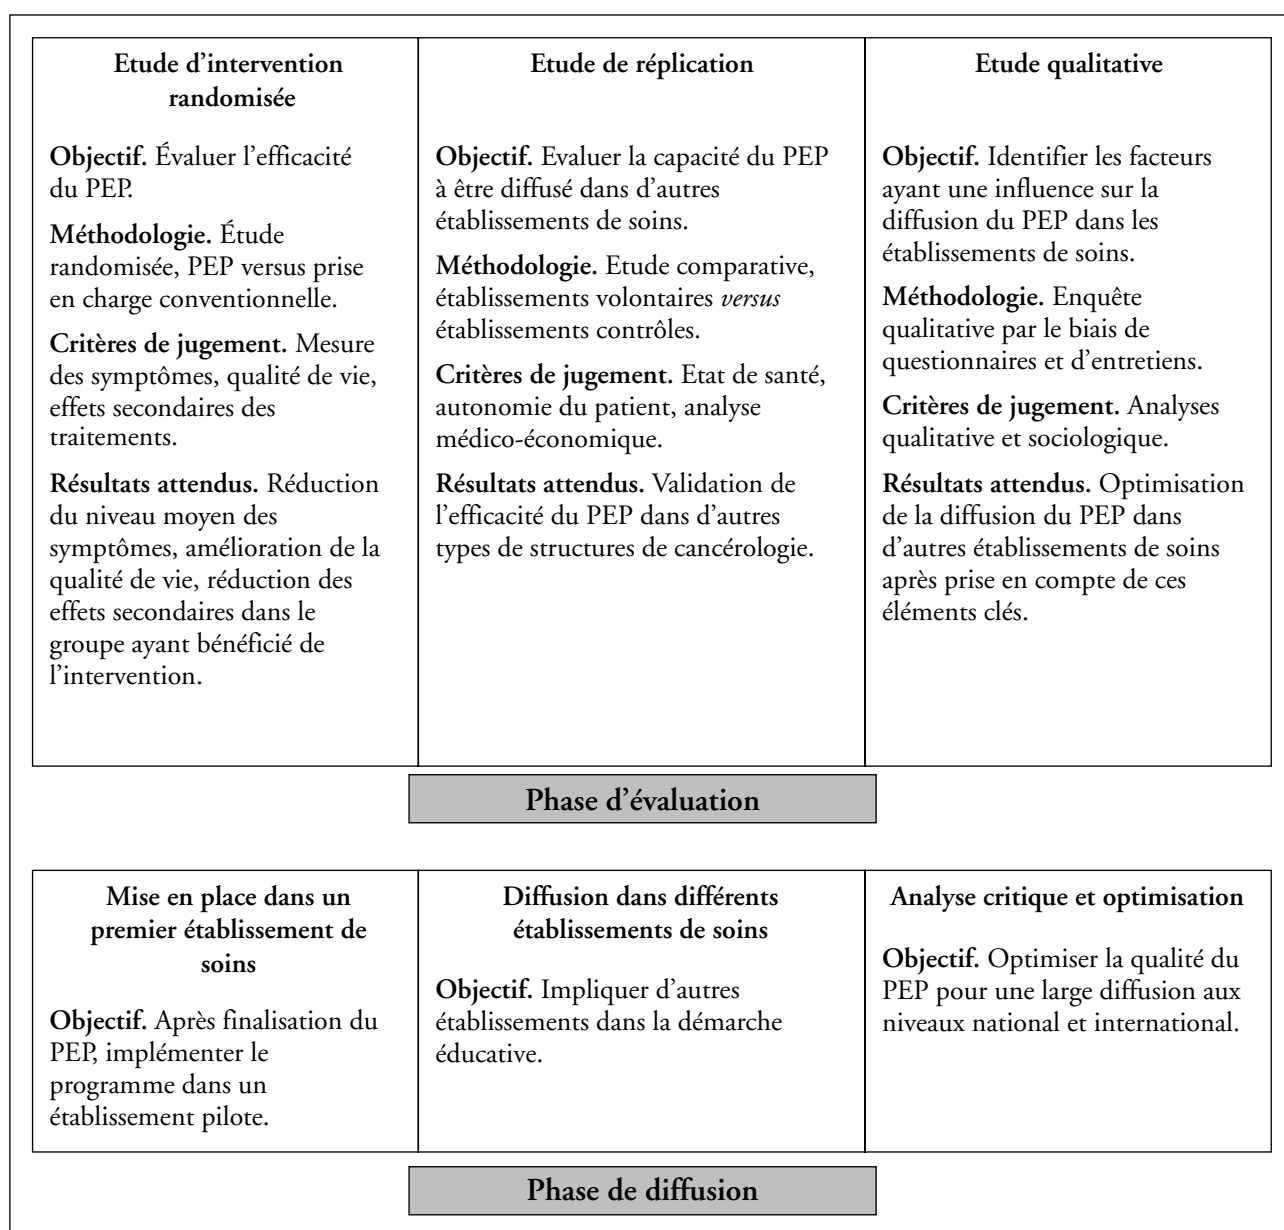 Etude d'intervention
randomisée
Objectif. Évaluer l'efficacité
du PEP.
Méthodologie. Étude
randomisée, PEP versus prise
en charge conventionnelle.
Critères de jugement. Mesure
des symptômes, qualité de vie,
effets secondaires des
traitements.
Résultats attendus. Réduction
du niveau moyen des
symptômes, amélioration de la
qualité de vie, réduction des
effets secondaires dans le
groupe ayant bénéficié de
l'intervention.
Etude de réplication
Objectif. Evaluer la capacité du PEP
à être diffusé dans d'autres
établissements de soins.
Méthodologie. Etude comparative,
établissements volontaires versus
établissements contrôles.
Critères de jugement. Etat de santé,
autonomie du patient, analyse
médico-économique.
Résultats attendus. Validation de
l'efficacité du PEP dans d'autres
types de structures de cancérologie.
Etude qualitative
Objectif. Identifier les facteurs
ayant une influence sur la
diffusion du PEP dans les
établissements de soins.
Méthodologie. Enquête
qualitative par le biais de
questionnaires et d'entretiens.
Critères de jugement. Analyses
qualitative et sociologique.
Résultats attendus. Optimisation
de la diffusion du PEP dans
d'autres établissements de soins
après prise en compte de ces
éléments clés.
Phase d'évaluation
Mise en place dans un
premier établissement de
soins
Objectif. Après finalisation du
PEP, implémenter le
programme dans un
établissement pilote.
Diffusion dans différents
établissements de soins
Objectif. Impliquer d'autres
établissements dans la démarche
éducative.
Analyse critique et optimisation
Objectif. Optimiser la qualité du
PEP pour une large diffusion aux
niveaux national et international.
Phase de diffusion